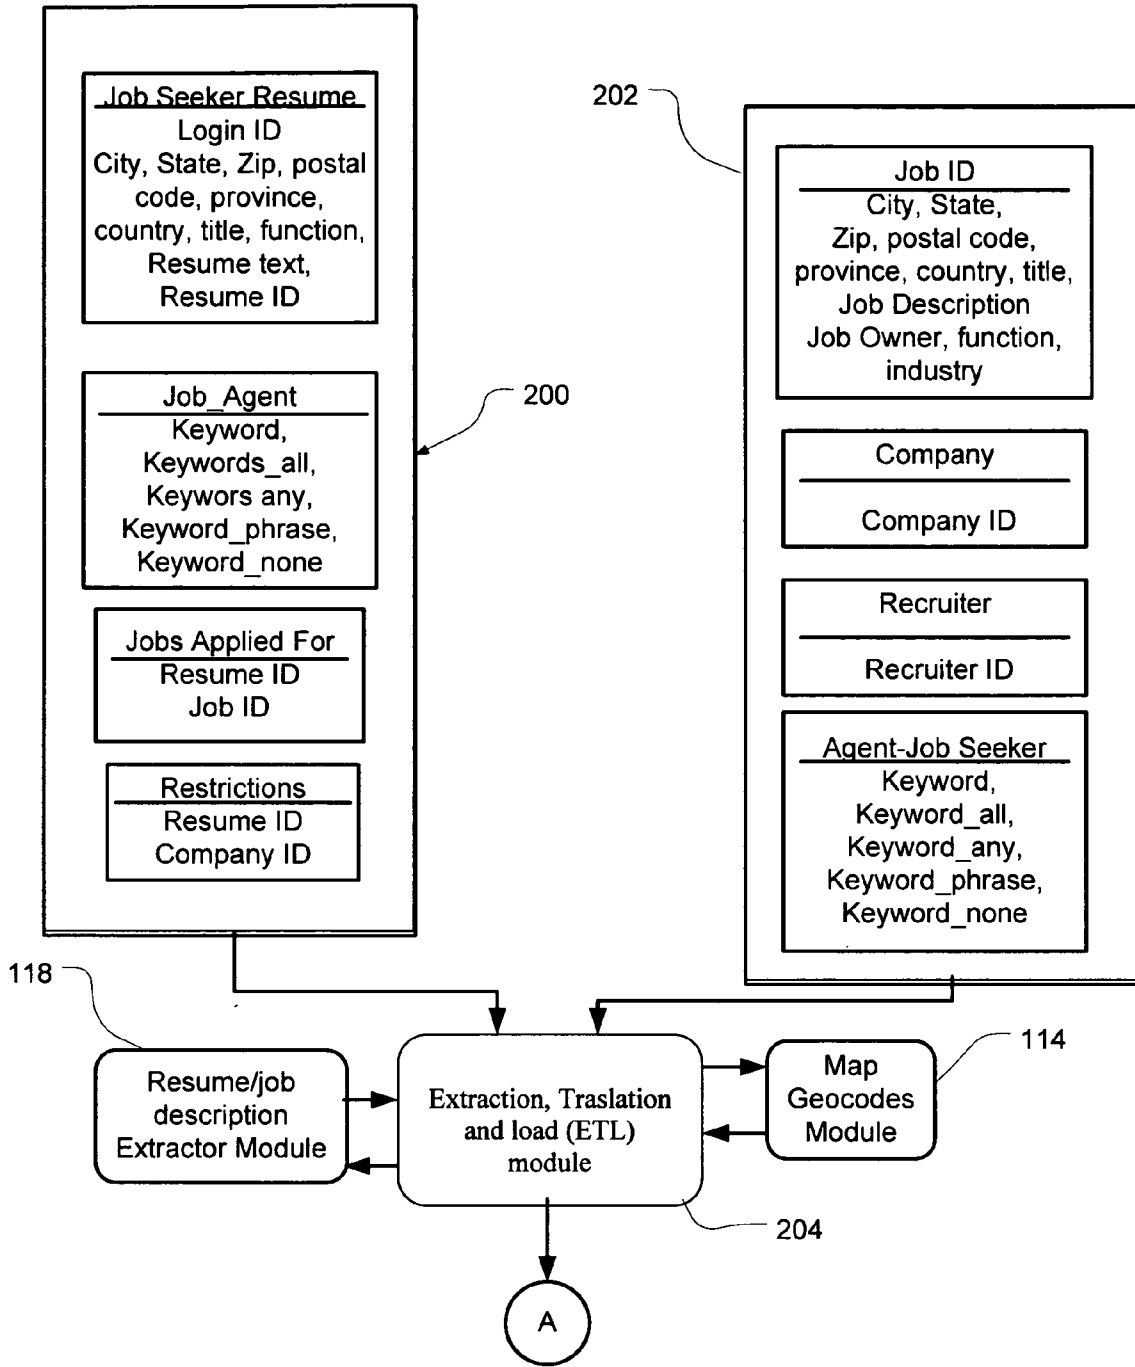 Job Seeker Resume
Login ID
City, State, Zip, postal
code, province,
country, title, function,
Resume text,
Resume ID
Job_Agent
Keyword,
Keywords_all,
Keywors any,
Keyword_phrase,
Keyword_none
Jobs Applied For
Resume ID
Job ID
Restrictions
Resume ID
Company ID
200
202
Job ID
City, State,
Zip, postal code,
province, country, title,
Job Description
Job Owner, function,
industry
Company
Company ID
Recruiter
Recruiter ID
Agent-Job Seeker
Keyword,
Keyword_all,
Keyword_any,
Keyword_phrase,
Keyword_none
118
Resume/job
description
Extractor Module
Extraction, Traslation
and load (ETL)
module
204
Map
Geocodes
Module
114
A